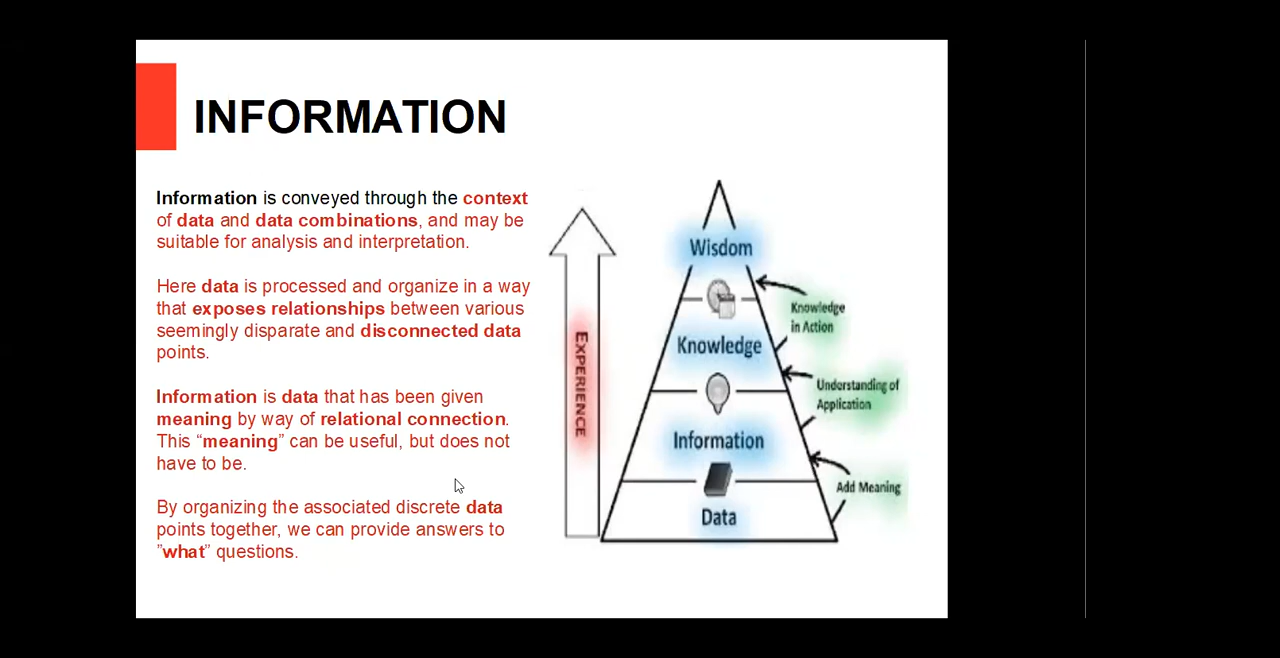 INFORMATION
Information is conveyed through the context
of data and data combinations, and may be
suitable for analysis and interpretation.
Here data is processed and organize in a way
that exposes relationships between various
seemingly disparate and disconnected data
points.
Information is data that has been given
meaning by way of relational connection.
This “meaning” can be useful, but does not
have to be.
By organizing the associated discrete data
points together, we can provide answers to
”what” questions.
EXPERIENCE
Wisdom
Knowledge
in Action
Knowledge
Understanding of
Application
Information
Add Meaning
Data